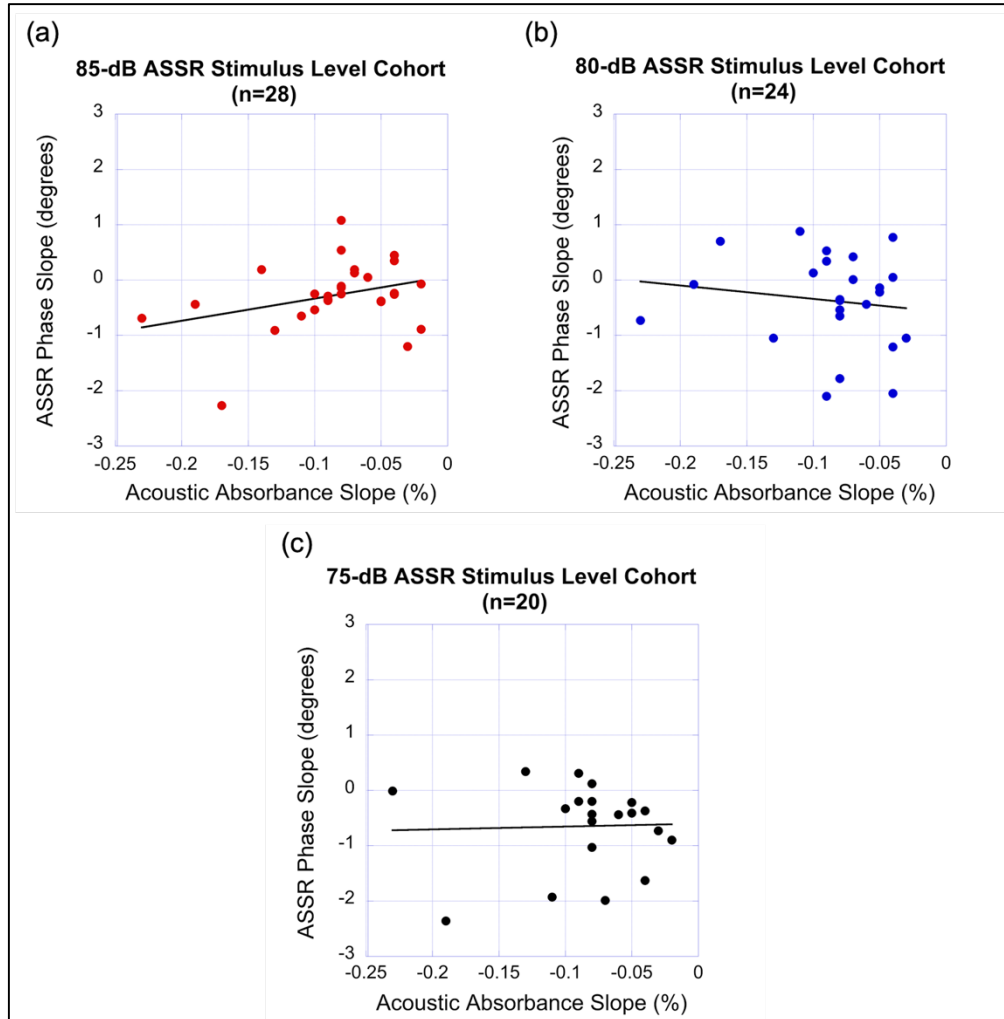 (a)
85-dB ASSR Stimulus Level Cohort
(n=28)
ASSR Phase Slope (degrees)
3
2
1
0
-1
-2
-3
-0.25
-0.2
-0.15
-0.1
-0.05
0
Acoustic Absorbance Slope (%)
(b)
80-dB ASSR Stimulus Level Cohort
(n=24)
ASSR Phase Slope (degrees)
3
2
1
0
-1
-2
-3
-0.25
-0.2
-0.15
-0.1
-0.05
0
Acoustic Absorbance Slope (%)
(c)
75-dB ASSR Stimulus Level Cohort
(n=20)
ASSR Phase Slope (degrees)
3
2
1
0
-1
-2
-3
-0.25
-0.2
-0.15
-0.1
-0.05
0
Acoustic Absorbance Slope (%)